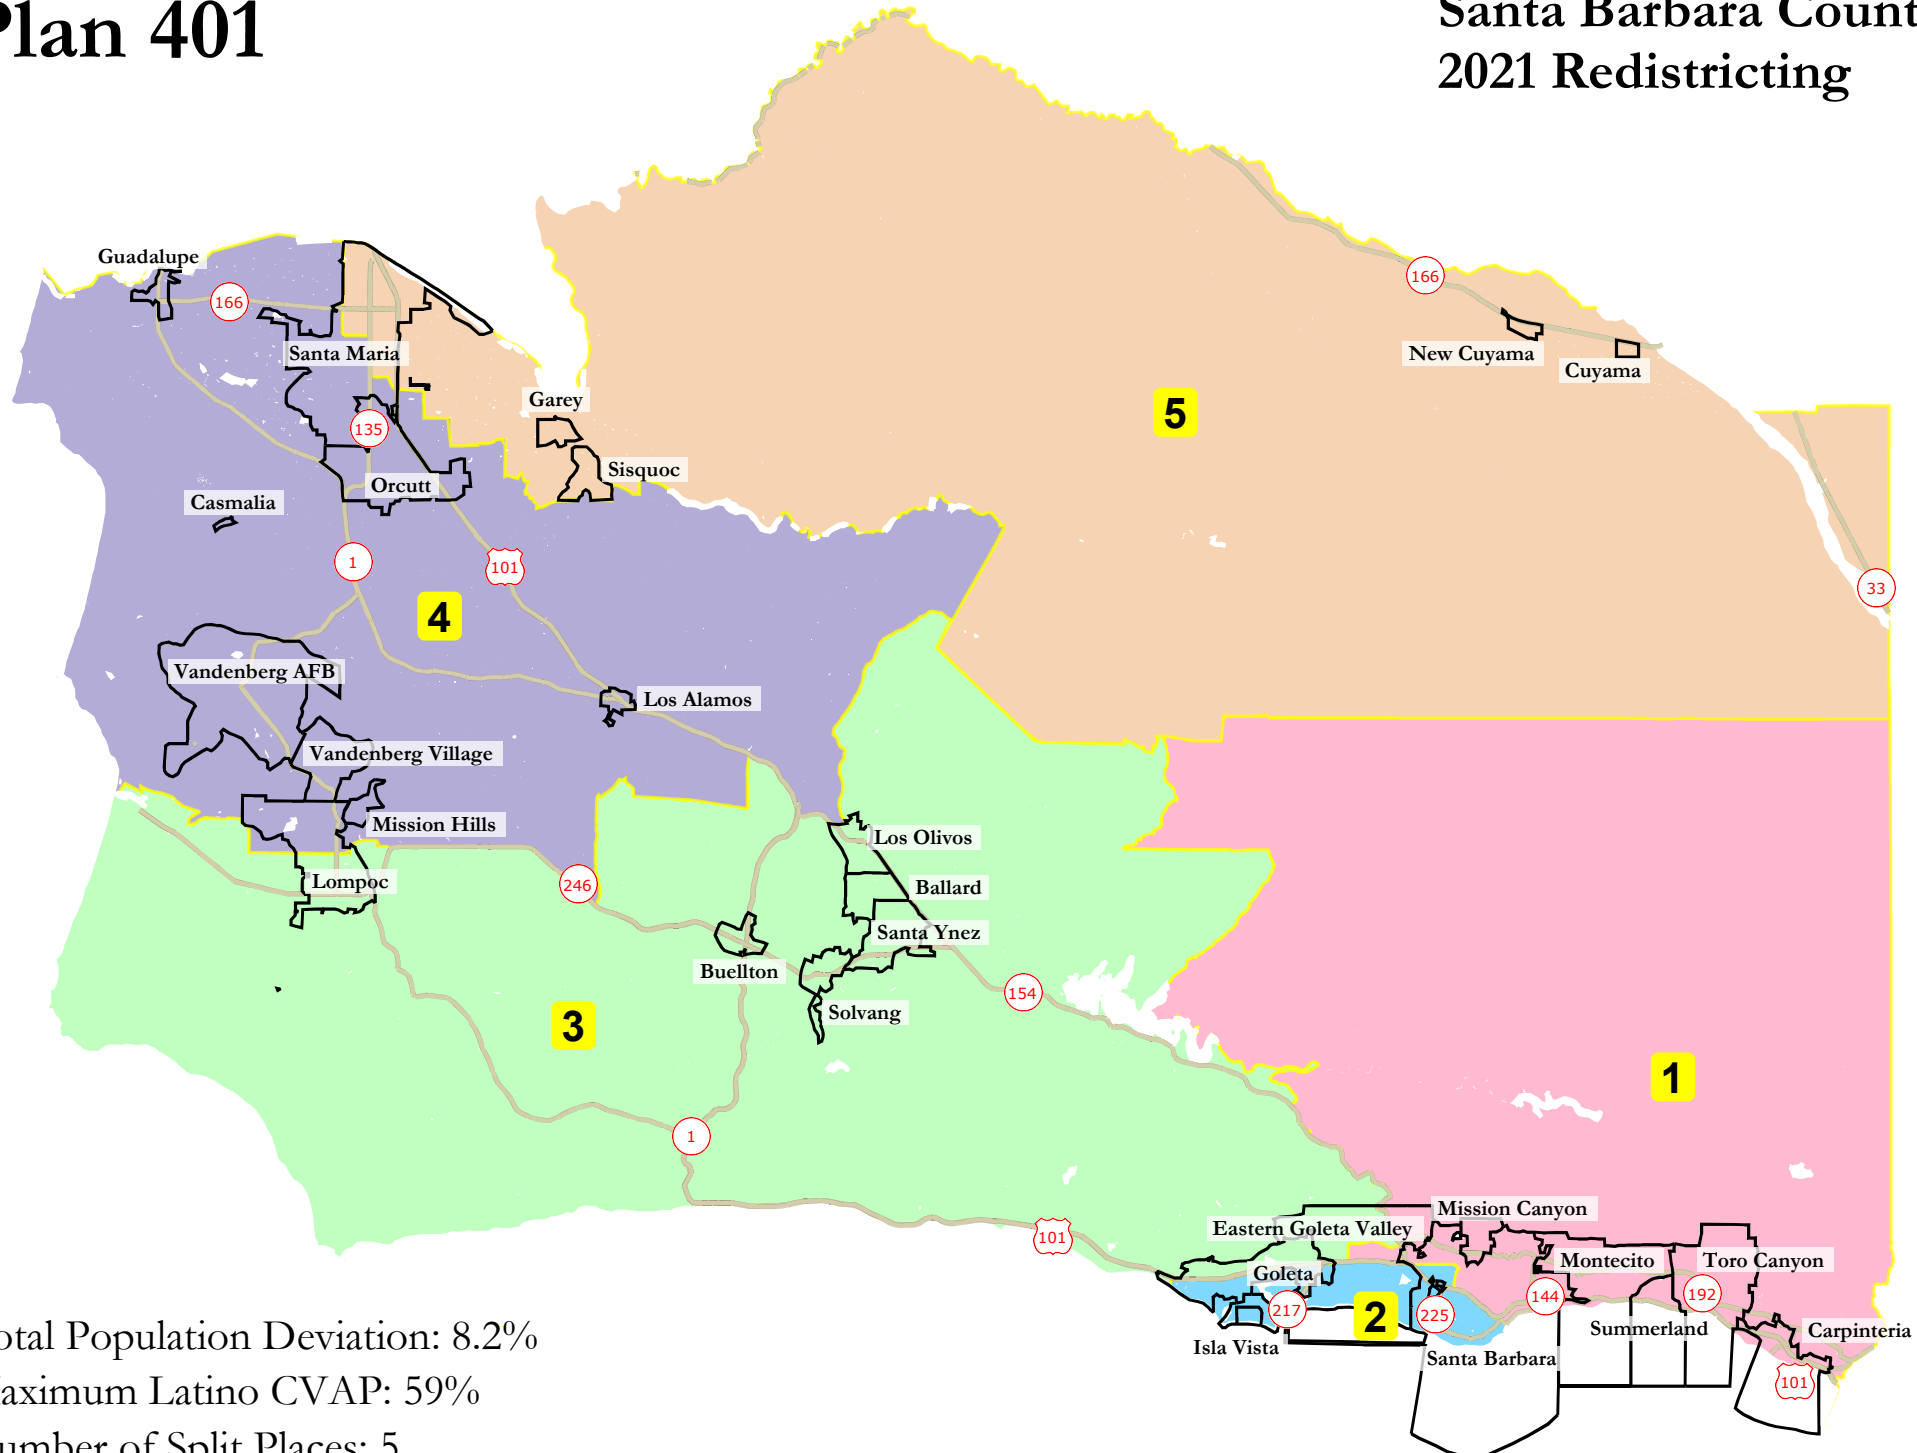 Plan 401
Santa Barbara Count
2021 Redistricting
Guadalupe
166
Santa Maria
135
Orcutt
Casmalia
1
101
4
Garey
Sisquoc
5
166
New Cuyama
Cuyama
33
Vandenberg AFB
Los Alamos
Vandenberg Village
Mission Hills
Lompoc
246
Los Olivos
Ballard
Santa Ynez
Buellton
Solvang
154
3
1
1
101
Mission Canyon
Eastern Goleta Valley
Goleta
Montecito
Toro Canyon
217
2
225
144
192
Isla Vista
Santa Barbara
Summerland
Carpinteria
101
otal Population Deviation: 8.2%
aximum Latino CVAP: 59%
umber of Split Places: 5